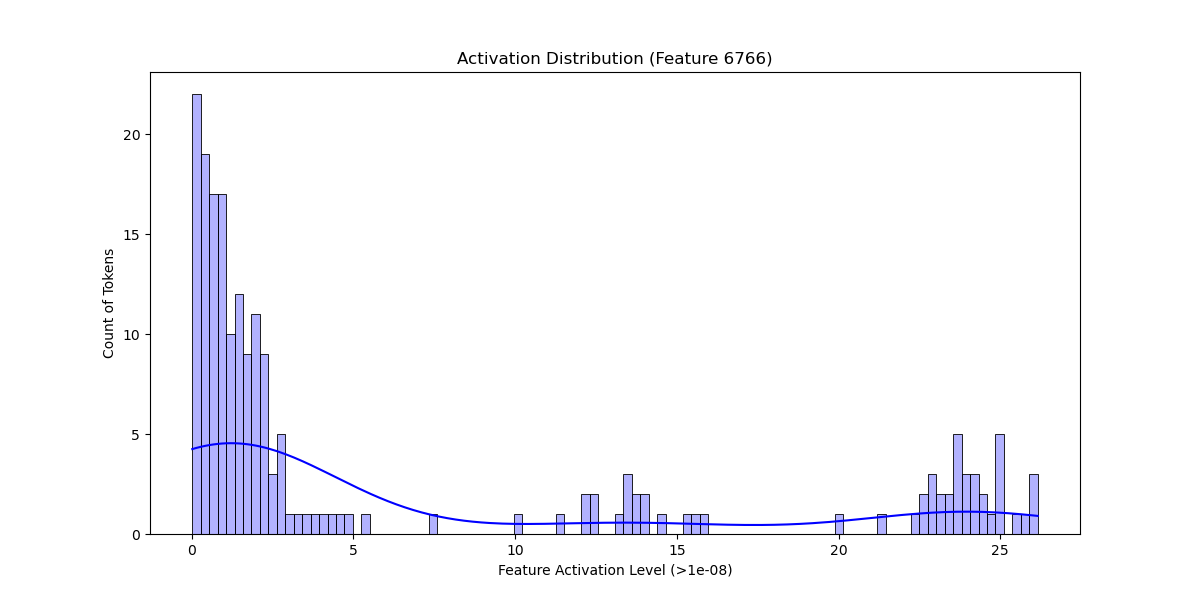 Activation Distribution (Feature 6766)
Count of Tokens
20
15
10
5
0
0 5 10 15 20 25
Feature Activation Level (>1e-08)